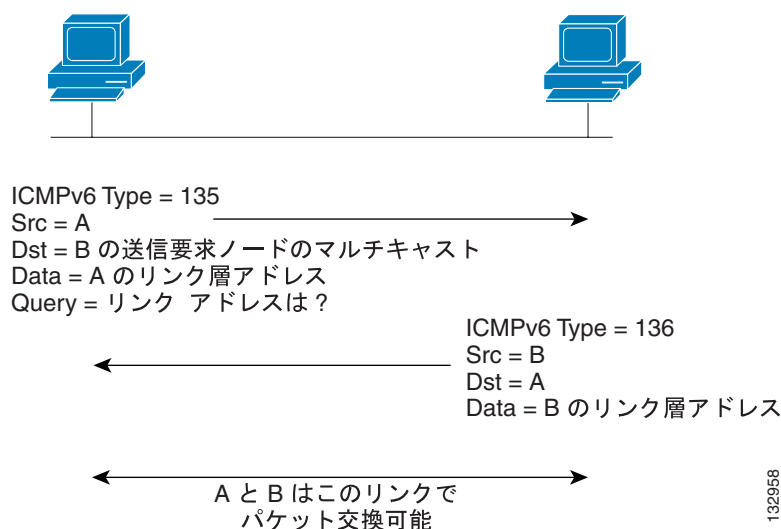 ICMPv6 Type = 135
Src = A
Dst = B の送信要求ノードのマルチキャスト
Data = A のリンク層アドレス
Query = リンク アドレスは ?
ICMPv6 Type = 136
Src = B
Dst = A
Data = B のリンク層アドレス
A と B はこのリンクで
パケット交換可能
132958